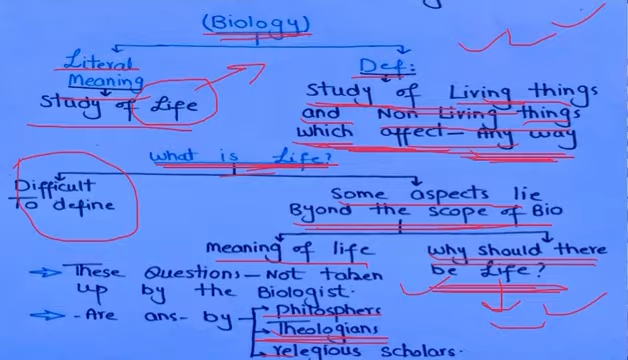 (Biology)
Literal
Meaning
Study of Life
Def:
Study of Living things
and Non Living things
which affect- Any way
What is Life?
Difficult
To define
Some aspects lie
Byond the scope of Bio
Meaning of life
Why should there
be Life?
These Questions - Not taken
up by the Biologist.
- Are ans- by
Philosphers
Theologians
relegious scholars.